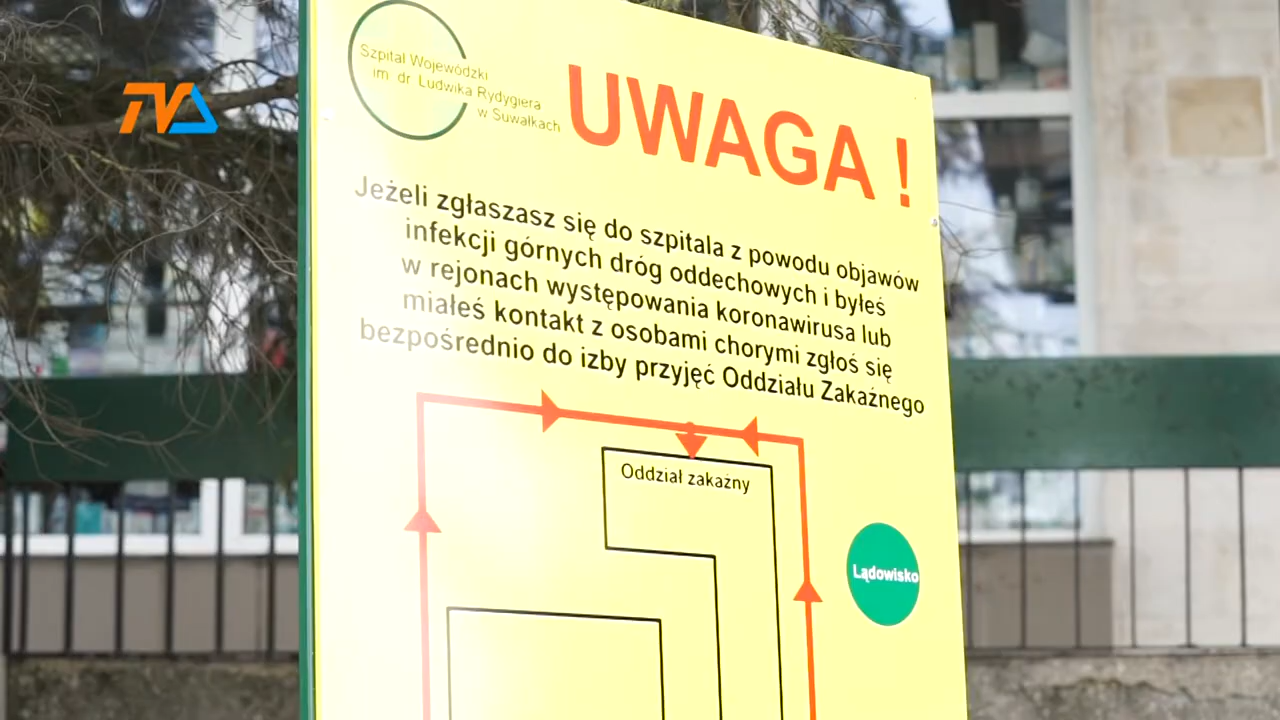 TVA
Szpital Wojewódzki
im. dr Ludwika Rydygiera
w Suwałkach
UWAGA !
Jeżeli zgłaszasz się do szpitala z powodu objawów
infekcji górnych dróg oddechowych i byłeś
w rejonach występowania koronawirusa lub
miałeś kontakt z osobami chorymi zgłoś się
bezpośrednio do izby przyjęć Oddziału Zakaźnego
Oddział zakaźny
Lądowisko